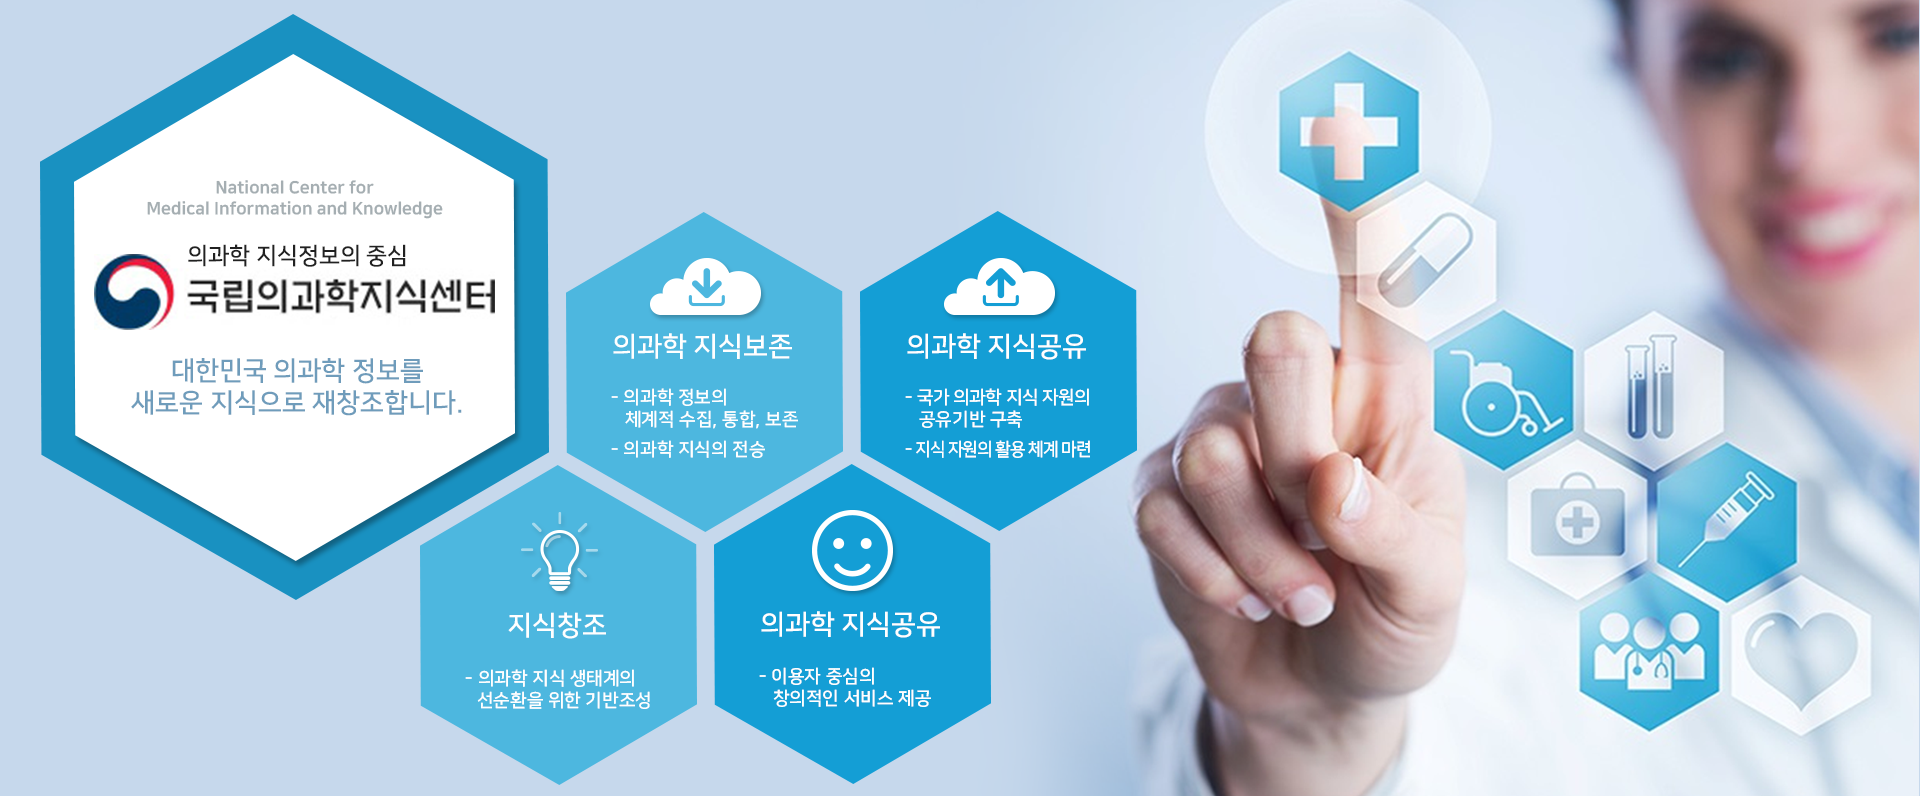 National Center for
Medical Information and Knowledge
의과학 지식정보의 중심
국립의과학지식센터
대한민국 의과학 정보를
새로운 지식으로 재창조합니다.
의과학 지식보존
- 의과학 정보의
체계적 수집, 통합, 보존
- 의과학 지식의 전승
의과학 지식공유
- 국가 의과학 지식 자원의
공유기반 구축
- 지식 자원의 활용 체계 마련
지식창조
- 의과학 지식 생태계의
선순환을 위한 기반조성
의과학 지식공유
- 이용자 중심의
창의적인 서비스 제공